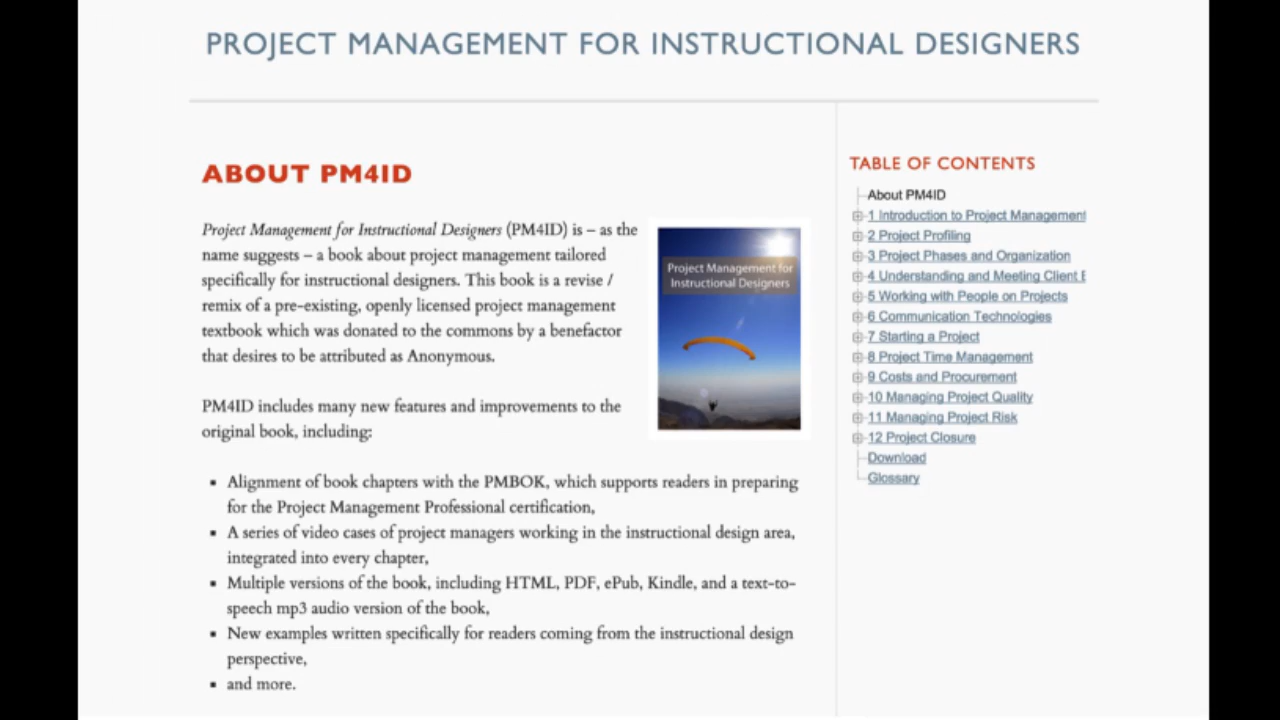 PROJECT MANAGEMENT FOR INSTRUCTIONAL DESIGNERS
ABOUT PM4ID
Project Management for Instructional Designers (PM4ID) is – as the
name suggests – a book about project management tailored
specifically for instructional designers. This book is a revise /
remix of a pre-existing, openly licensed project management
textbook which was donated to the commons by a benefactor
that desires to be attributed as Anonymous.
Project Management for
Instructional Designers
PM4ID includes many new features and improvements to the
original book, including:
▪ Alignment of book chapters with the PMBOK, which supports readers in preparing
for the Project Management Professional certification,
▪ A series of video cases of project managers working in the instructional design area,
integrated into every chapter,
▪ Multiple versions of the book, including HTML, PDF, ePub, Kindle, and a text-to-
speech mp3 audio version of the book,
▪ New examples written specifically for readers coming from the instructional design
perspective,
▪ and more.
TABLE OF CONTENTS
About PM4ID
1 Introduction to Project Management
2 Project Profiling
3 Project Phases and Organization
4 Understanding and Meeting Client E
5 Working with People on Projects
6 Communication Technologies
7 Starting a Project
8 Project Time Management
9 Costs and Procurement
10 Managing Project Quality
11 Managing Project Risk
12 Project Closure
Download
Glossary